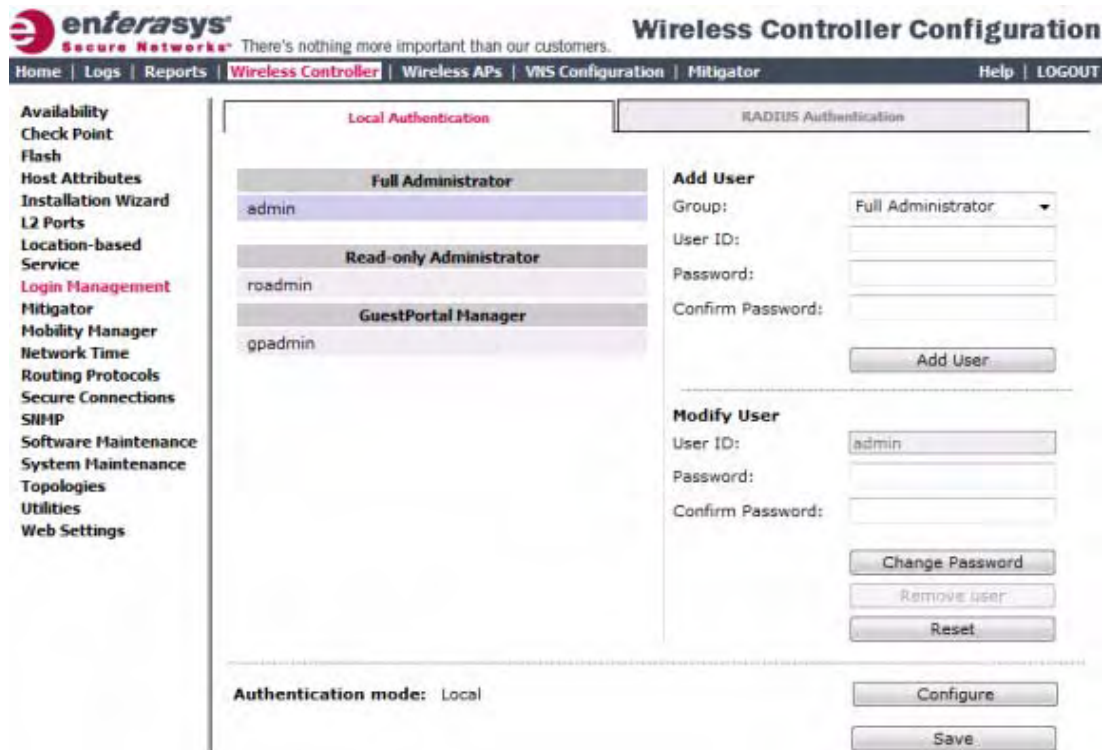 enterasys
Secure Networks
There's nothing more important than our customers.
Wireless Controller Configuration
Home | Logs | Reports | Wireless Controller | Wireless APs | VNS Configuration | Mitigator
Help | LOGOUT
Availability
Check Point
Flash
Host Attributes
Installation Wizard
L2 Ports
Location-based
Service
Login Management
Mitigator
Mobility Manager
Network Time
Routing Protocols
Secure Connections
SNMP
Software Maintenance
System Maintenance
Topologies
Utilities
Web Settings
Local Authentication
RADIUS Authentication
Full Administrator
admin
Read-only Administrator
roadmin
GuestPortal Manager
gpadmin
Add User
Group: Full Administrator
User ID:
Password:
Confirm Password:
Add User
Modify User
User ID: admin
Password:
Confirm Password:
Change Password
Remove user
Reset
Authentication mode: Local
Configure
Save